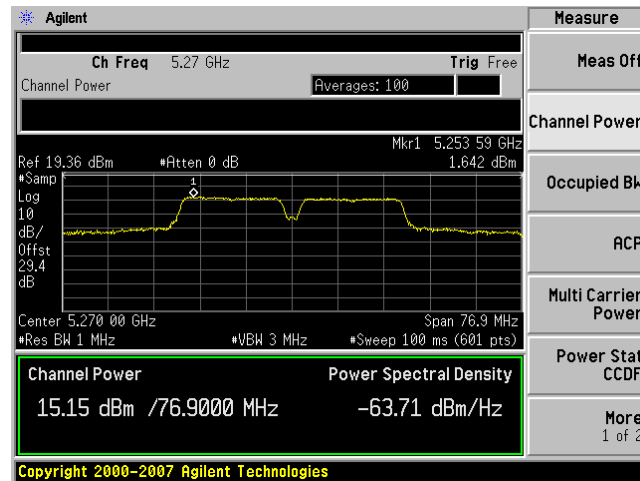 Agilent
Measure
Ch Freq 5.27 GHz Trig Free
Meas Off
Channel Power Averages: 100
Channel Power
Mkr1 5.253 59 GHz
Ref 19.36 dBm #Atten 0 dB 1.642 dBm
#Samp
1
Log
10
dB/
Offst
29.4
dB
Occupied BW
ACP
Multi Carrier
Power
Center 5.270 00 GHz Span 76.9 MHz
#Res BW 1 MHz #VBW 3 MHz #Sweep 100 ms (601 pts)
Power Stat
CCDF
Channel Power Power Spectral Density
15.15 dBm /76.9000 MHz -63.71 dBm/Hz
More
1 of 2
Copyright 2000-2007 Agilent Technologies